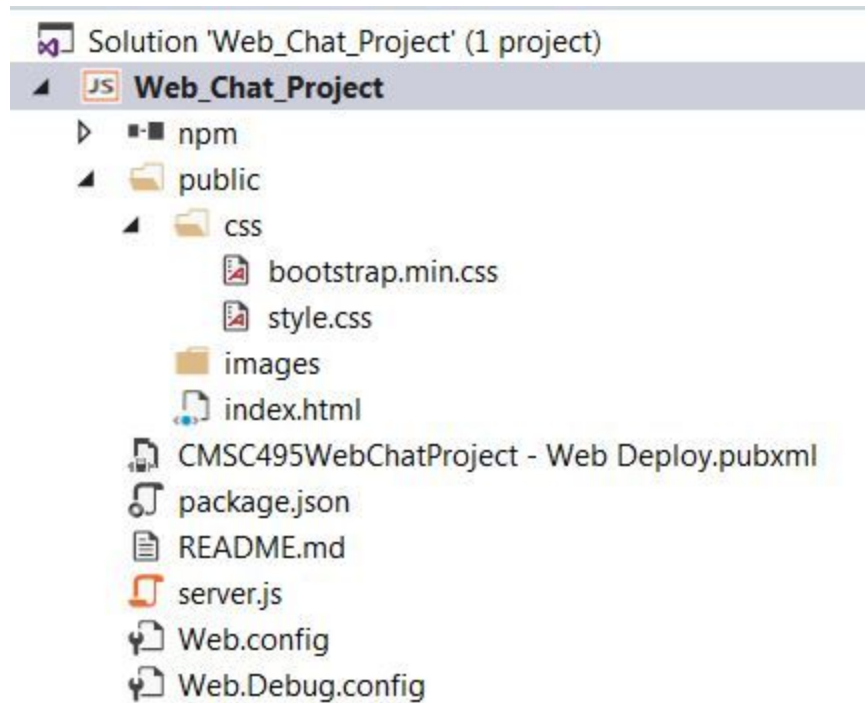 Solution 'Web_Chat_Project' (1 project)
JS Web_Chat_Project
npm
public
css
bootstrap.min.css
style.css
images
index.html
CMSC495WebChatProject - Web Deploy.pubxml
package.json
README.md
server.js
Web.config
Web.Debug.config